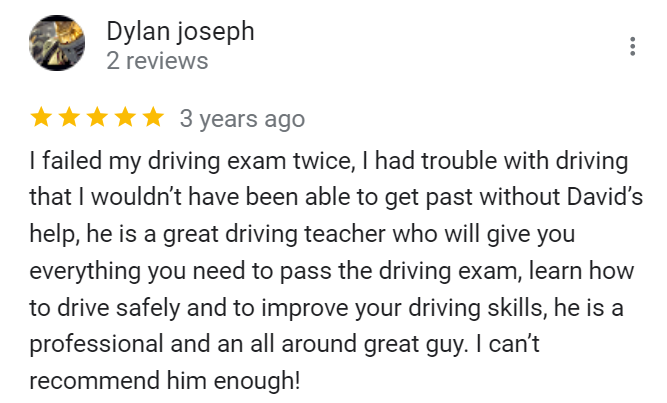 Dylan joseph
2 reviews
3 years ago
I failed my driving exam twice, I had trouble with driving
that I wouldn’t have been able to get past without David’s
help, he is a great driving teacher who will give you
everything you need to pass the driving exam, learn how
to drive safely and to improve your driving skills, he is a
professional and an all around great guy. I can’t
recommend him enough!